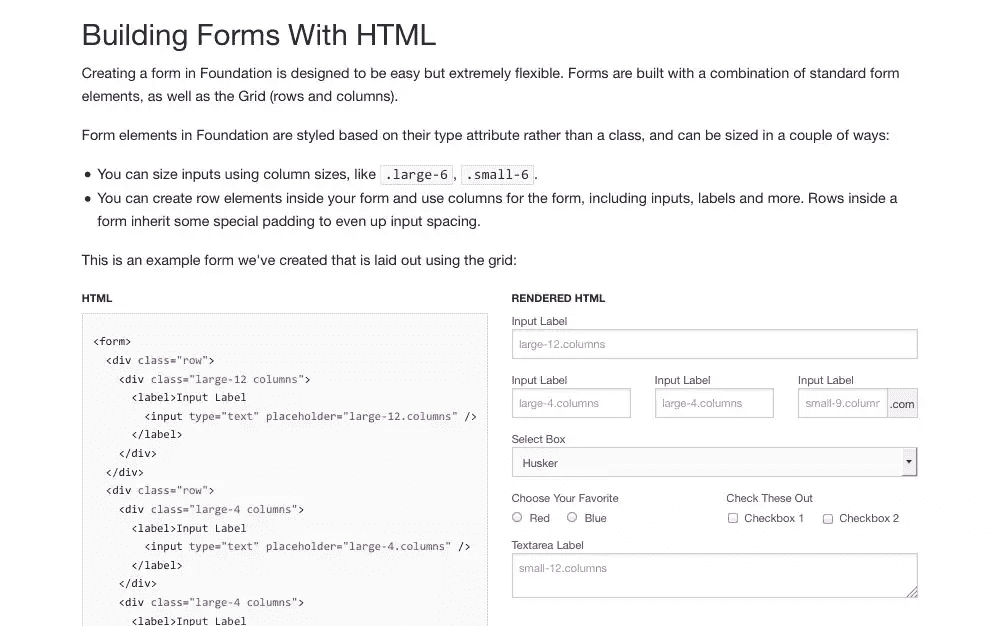 Building Forms With HTML
Creating a form in Foundation is designed to be easy but extremely flexible. Forms are built with a combination of standard form
elements, as well as the Grid (rows and columns).
Form elements in Foundation are styled based on their type attribute rather than a class, and can be sized in a couple of ways:
• You can size inputs using column sizes, like .large-6, .small-6.
• You can create row elements inside your form and use columns for the form, including inputs, labels and more. Rows inside a
form inherit some special padding to even up input spacing.
This is an example form we've created that is laid out using the grid:
HTML
<form>
<div class="row">
<div class="large-12 columns">
<label>Input Label
<input type="text" placeholder="large-12.columns" />
</label>
</div>
</div>
<div class="row">
<div class="large-4 columns">
<label>Input Label
<input type="text" placeholder="large-4.columns" />
</label>
</div>
<div class="large-4 columns">
<label>Input Label
RENDERED HTML
Input Label
large-12.columns
Input Label Input Label Input Label
large-4.columns large-4.columns small-9.column .com
Select Box
Husker
Choose Your Favorite Check These Out
Red Blue Checkbox 1 Checkbox 2
Textarea Label
small-12.columns